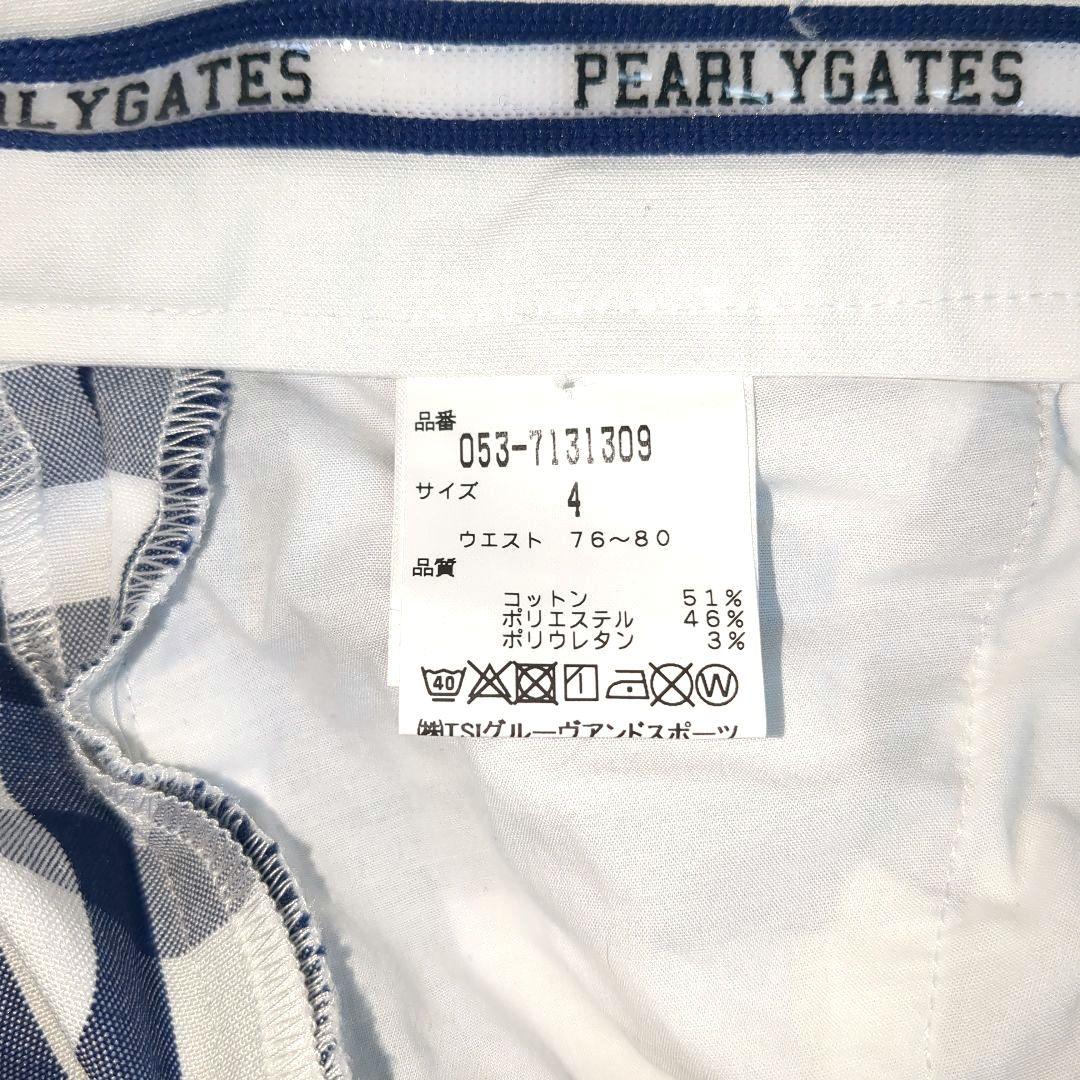 RLYGATES PEARLYGATES
品番
053-7131309
サイズ 4
ウエスト 76〜80
品質
コットン 51%
ポリエステル 46%
ポリウレタン 3%
40 W
㈱TSIグルーヴアンドスポーツ